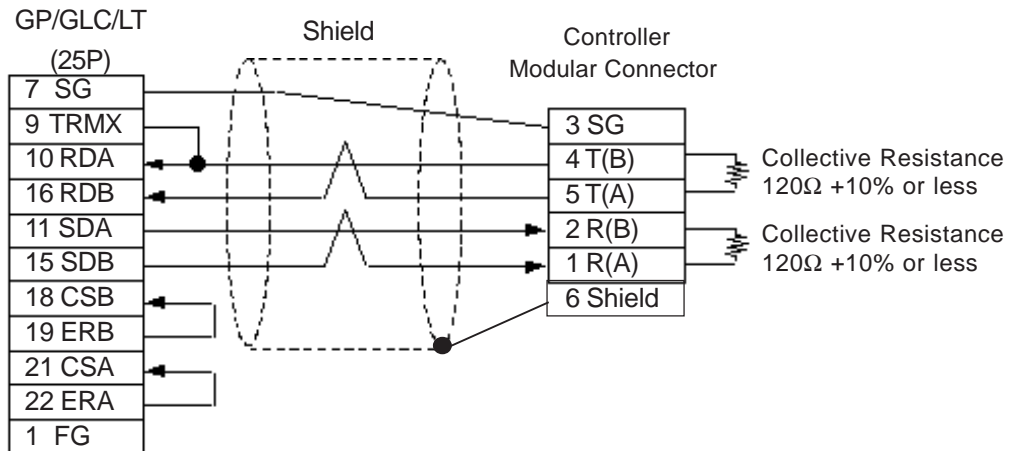 GP/GLC/LT
(25P)
Shield
Controller
Modular Connector
7 SG
9 TRMX
10 RDA
16 RDB
11 SDA
15 SDB
18 CSB
19 ERB
21 CSA
22 ERA
1 FG
3 SG
4 T(B)
5 T(A)
2 R(B)
1 R(A)
6 Shield
Collective Resistance
120Ω +10% or less
Collective Resistance
120Ω +10% or less